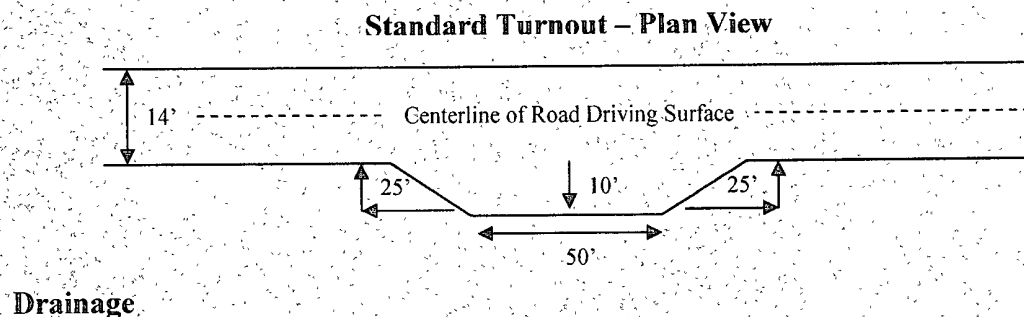 Standard Turnout – Plan View
14’ Centerline of Road Driving Surface
25’ 10’ 25’
50’
Drainage